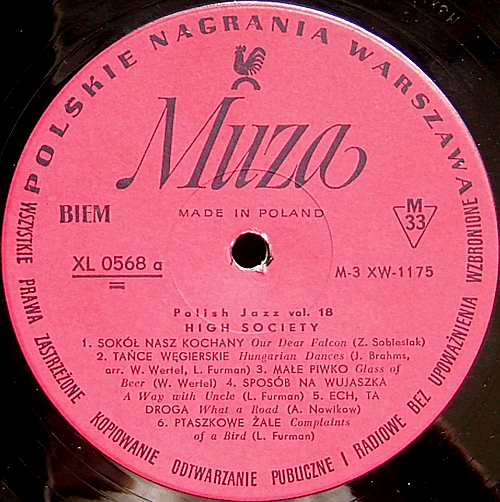 POLSKIE NAGRANIA WARSZAWA
Muza
MADE IN POLAND
BIEM
M
33
XL 0568 a
M-3 XW-1175
Polish Jazz vol. 18
HIGH SOCIETY
1. SOKÓŁ NASZ KOCHANY Our Dear Falcon (Z. Sobiesiak)
2. TAŃCE WĘGIERSKIE Hungarian Dances (J. Brahms,
arr. W. Wertel, L. Furman) 3. MAŁE PIWKO Glass of
Beer (W. Wertel) 4. SPOSÓB NA WUJASZKA
A Way with Uncle (L. Furman) 5. ECH, TA
DROGA What a Road (A. Nowikow)
6. PTASZKOWE ŻALE Complaints
of a Bird (L. Furman)
WSZYSTKIE PRAWA ZASTRZEŻONE KOPIOWANIE ODTWARZANIE PUBLICZNE I RADIOWE BEZ UPOWAŻNIENIA WZBRONIONE